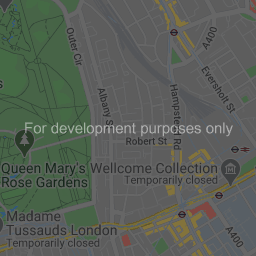 Outer Cir
A400
Albany St
Hampstead Rd
Eversholt St
For development purposes only
Robert St
Queen Mary's
Rose Gardens
Wellcome Collection
Temporarily closed
Madame
Tussauds London
Temporarily closed
A400